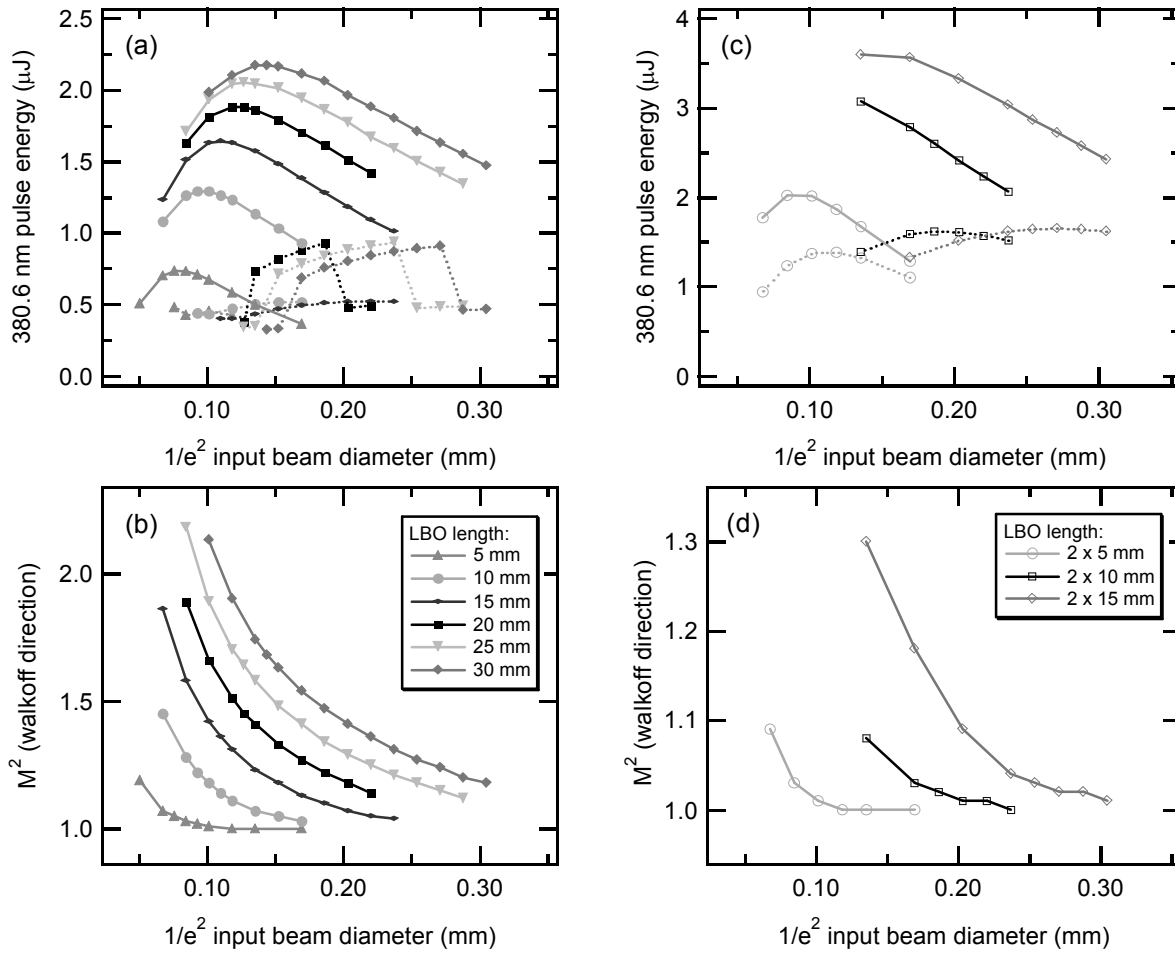 (a)
380.6 nm pulse energy (μJ)
2.5
2.0
1.5
1.0
0.5
0.0
0.10
0.20
0.30
1/e² input beam diameter (mm)
(c)
380.6 nm pulse energy (μJ)
4
3
2
1
0
0.10
0.20
0.30
1/e² input beam diameter (mm)
(b)
M² (walkoff direction)
2.0
1.5
1.0
LBO length:
5 mm
10 mm
15 mm
20 mm
25 mm
30 mm
0.10
0.20
0.30
1/e² input beam diameter (mm)
(d)
M² (walkoff direction)
1.3
1.2
1.1
1.0
LBO length:
2 x 5 mm
2 x 10 mm
2 x 15 mm
0.10
0.20
0.30
1/e² input beam diameter (mm)